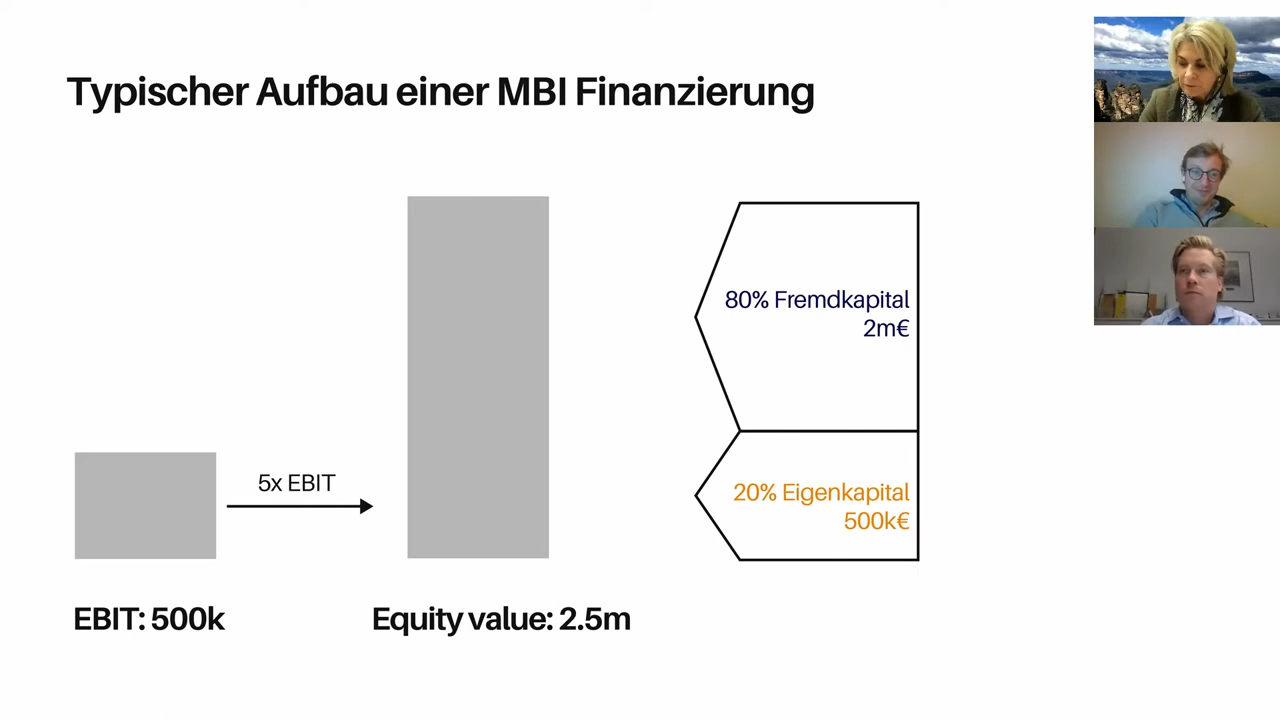 Typischer Aufbau einer MBI Finanzierung
80% Fremdkapital
2m€
5x EBIT
20% Eigenkapital
500k€
EBIT: 500k
Equity value: 2.5m